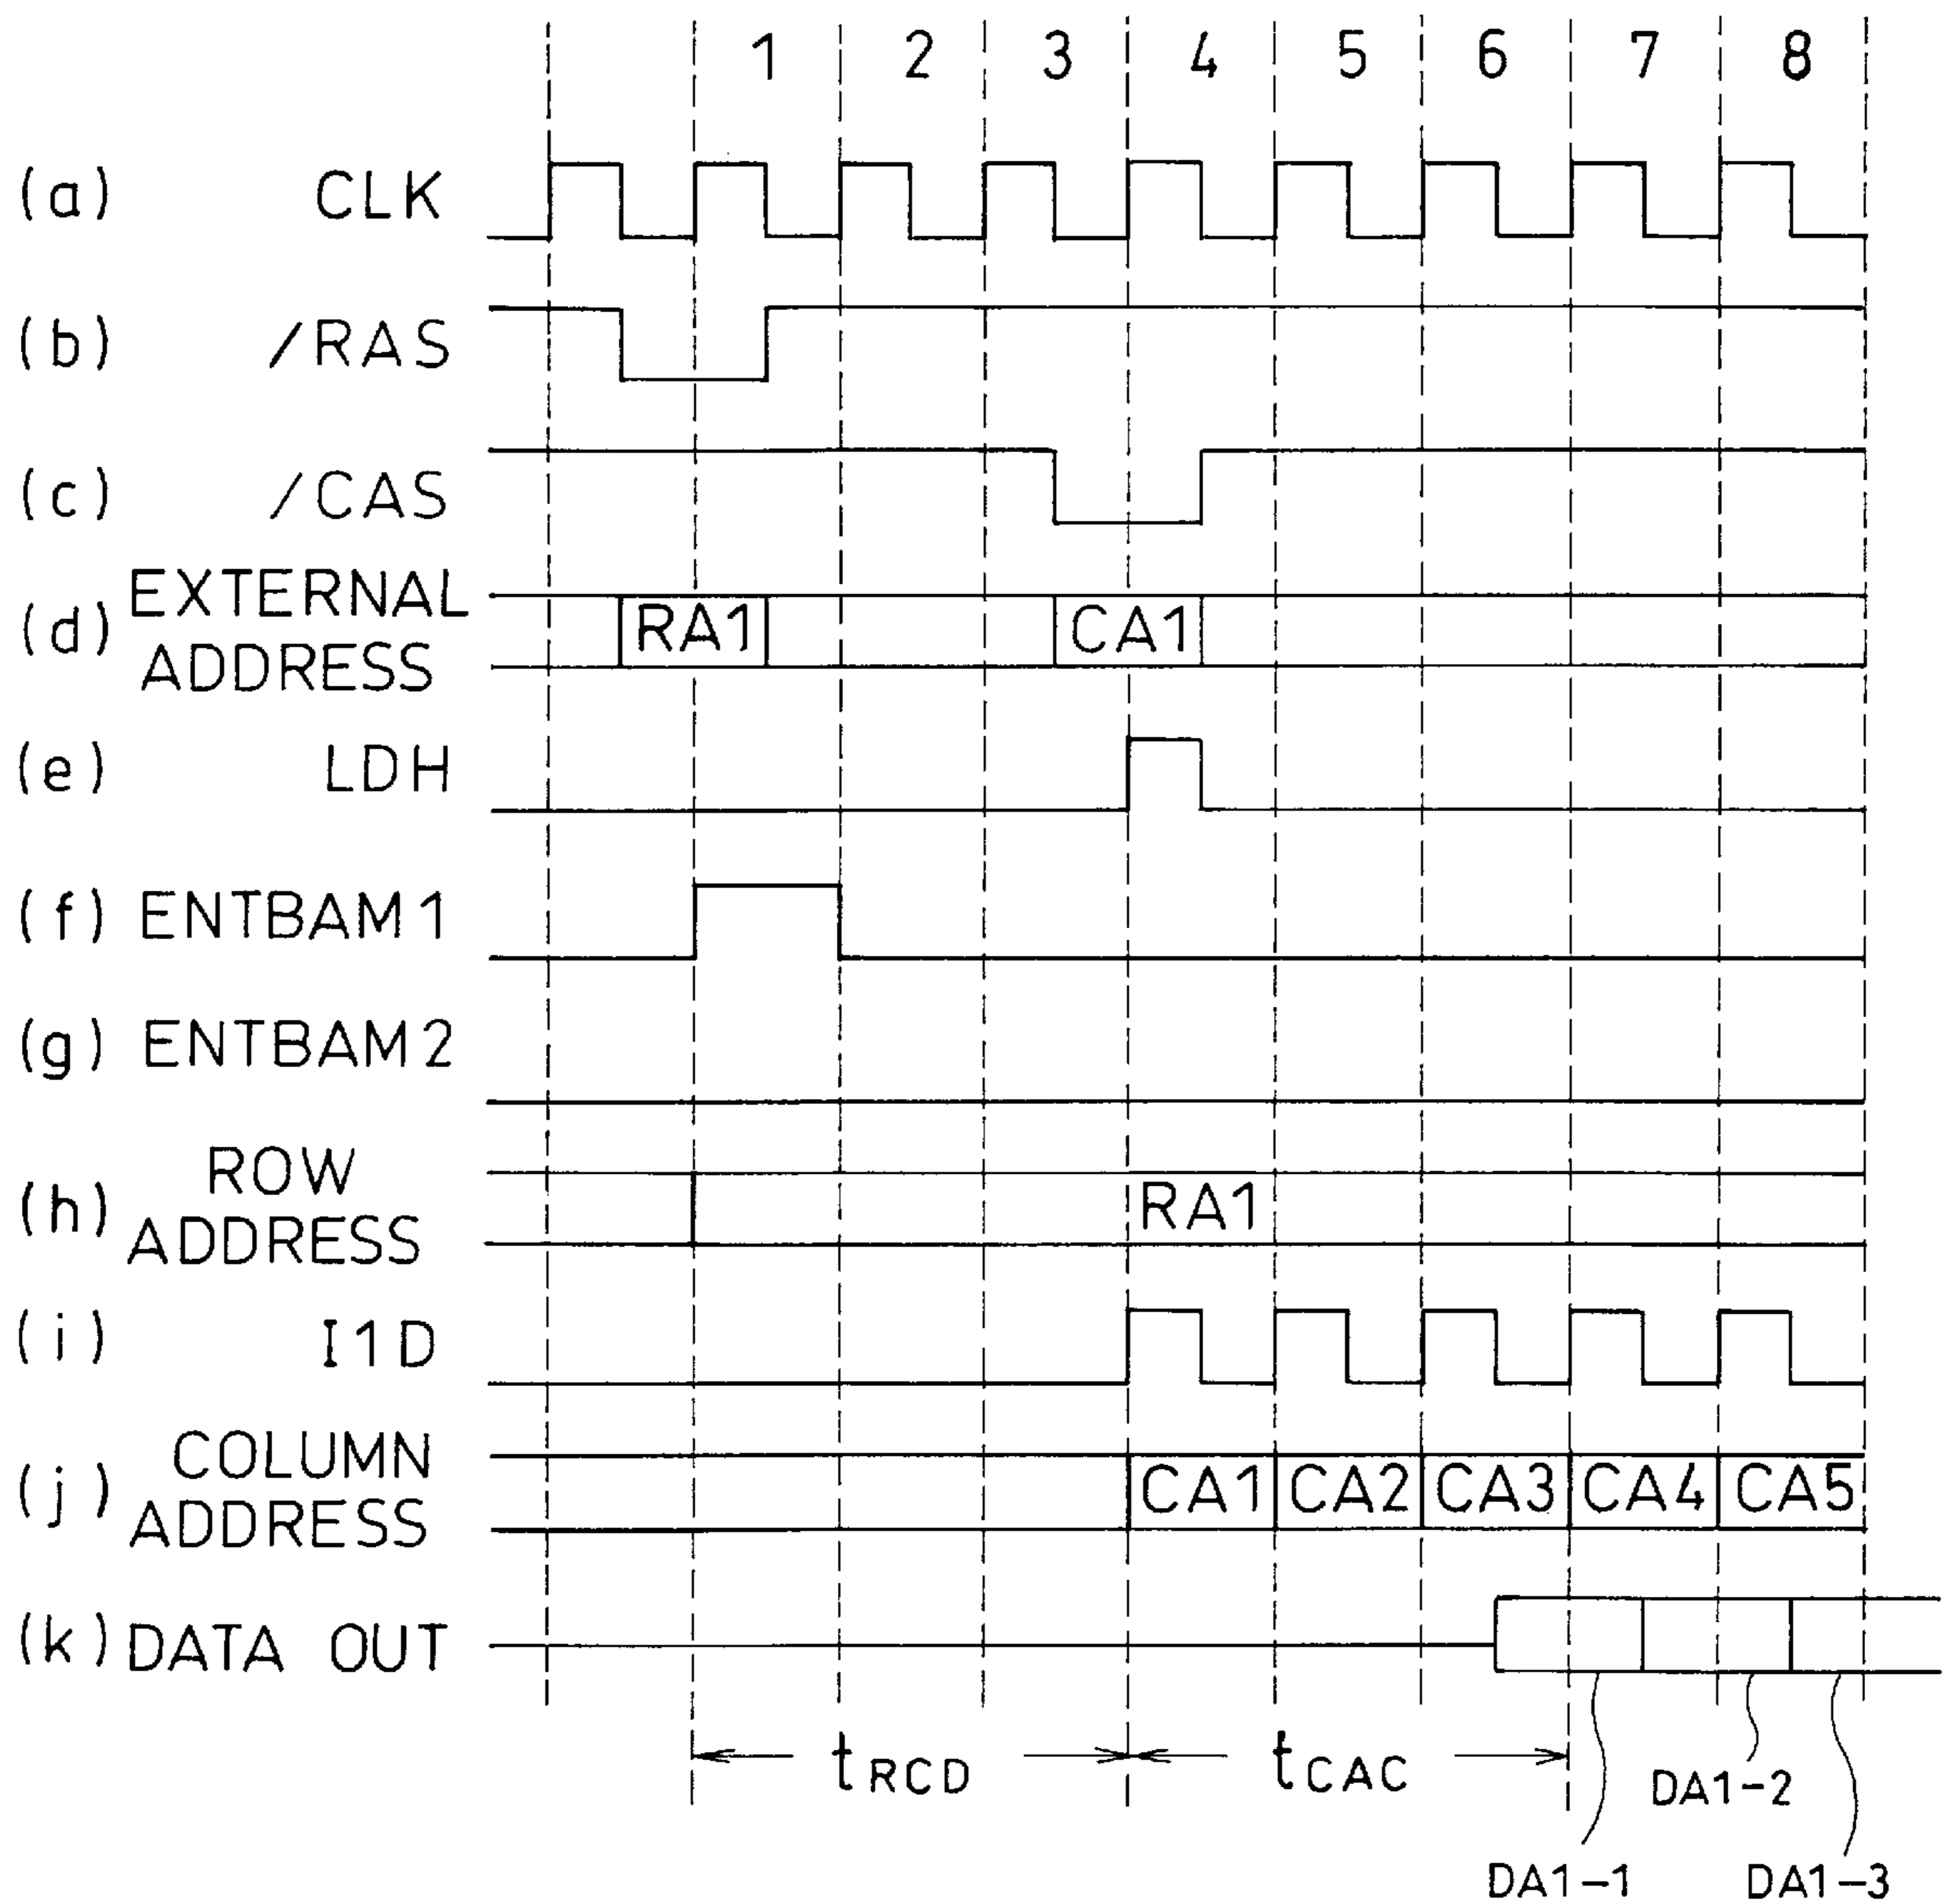 1 2 3 4 5 6 7 8
(a) CLK
(b) /RAS
(c) /CAS
(d) EXTERNAL
ADDRESS
RA1 CA1
(e) LDH
(f) ENTBAM1
(g) ENTBAM2
(h) ROW
ADDRESS
RA1
(i) I1D
(j) COLUMN
ADDRESS
CA1 CA2 CA3 CA4 CA5
(k) DATA OUT
tRCD tCAC
DA1-2
DA1-1 DA1-3